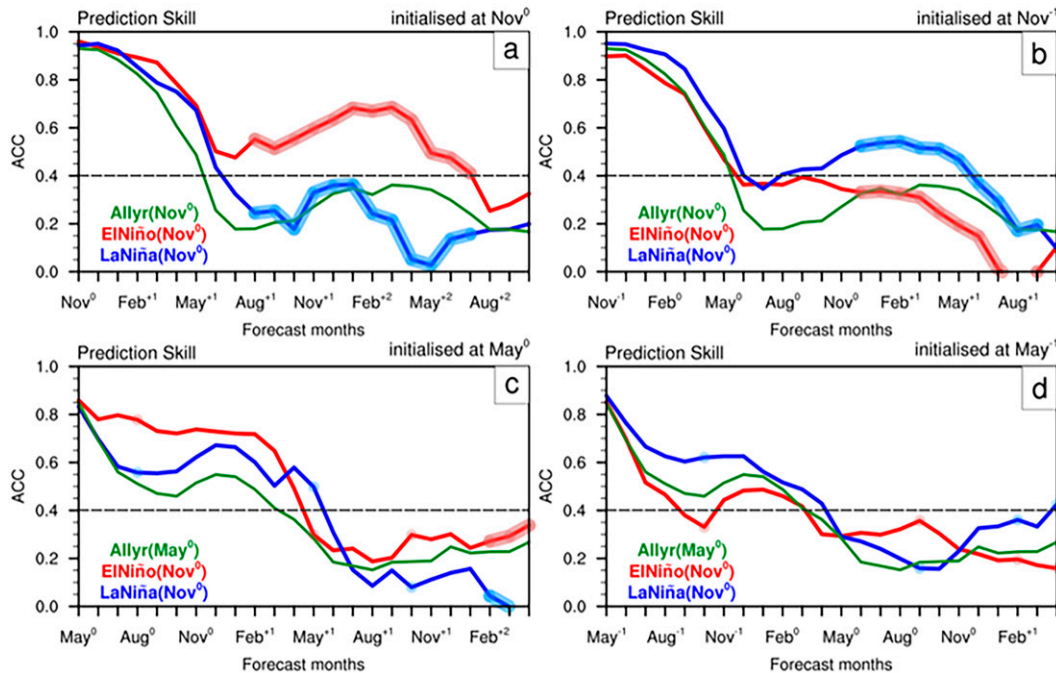 Prediction Skill initialised at Nov⁰
a
1.0
0.8
0.6
0.4
0.2
0.0
ACC
Allyr(Nov⁰)
ElNiño(Nov⁰)
LaNiña(Nov⁰)
Nov⁰ Feb⁺¹ May⁺¹ Aug⁺¹ Nov⁺¹ Feb⁺² May⁺² Aug⁺²
Forecast months
Prediction Skill initialised at Nov⁻¹
b
1.0
0.8
0.6
0.4
0.2
0.0
ACC
Allyr(Nov⁰)
ElNiño(Nov⁰)
LaNiña(Nov⁰)
Nov⁻¹ Feb⁰ May⁰ Aug⁰ Nov⁰ Feb⁺¹ May⁺¹ Aug⁺¹
Forecast months
Prediction Skill initialised at May⁰
c
1.0
0.8
0.6
0.4
0.2
0.0
ACC
Allyr(May⁰)
ElNiño(Nov⁰)
LaNiña(Nov⁰)
May⁰ Aug⁰ Nov⁰ Feb⁺¹ May⁺¹ Aug⁺¹ Nov⁺¹ Feb⁺²
Forecast months
Prediction Skill initialised at May⁻¹
d
1.0
0.8
0.6
0.4
0.2
0.0
ACC
Allyr(May⁰)
ElNiño(Nov⁰)
LaNiña(Nov⁰)
May⁻¹ Aug⁻¹ Nov⁻¹ Feb⁰ May⁰ Aug⁰ Nov⁰ Feb⁺¹
Forecast months